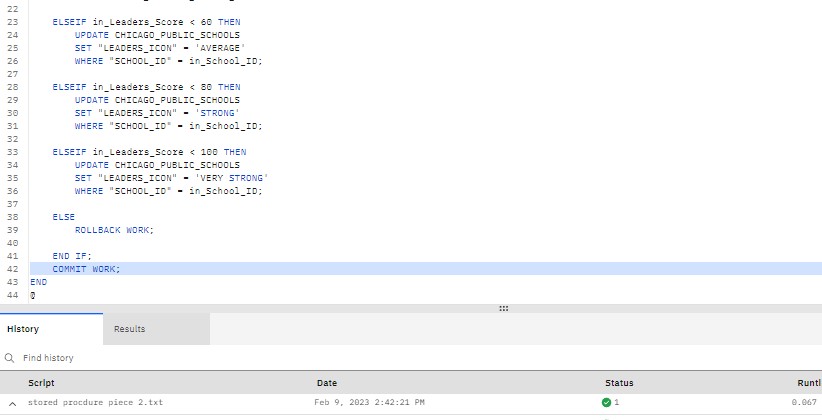 22
23 ELSEIF in_Leaders_Score < 60 THEN
24 UPDATE CHICAGO_PUBLIC_SCHOOLS
25 SET "LEADERS_ICON" = 'AVERAGE'
26 WHERE "SCHOOL_ID" = in_School_ID;
27
28 ELSEIF in_Leaders_Score < 80 THEN
29 UPDATE CHICAGO_PUBLIC_SCHOOLS
30 SET "LEADERS_ICON" = 'STRONG'
31 WHERE "SCHOOL_ID" = in_School_ID;
32
33 ELSEIF in_Leaders_Score < 100 THEN
34 UPDATE CHICAGO_PUBLIC_SCHOOLS
35 SET "LEADERS_ICON" = 'VERY STRONG'
36 WHERE "SCHOOL_ID" = in_School_ID;
37
38 ELSE
39 ROLLBACK WORK;
40
41 END IF;
42 COMMIT WORK;
43 END
44 @
History Results
Find history
Script Date Status Runti
stored procdure piece 2.txt Feb 9, 2023 2:42:21 PM 1 0.067